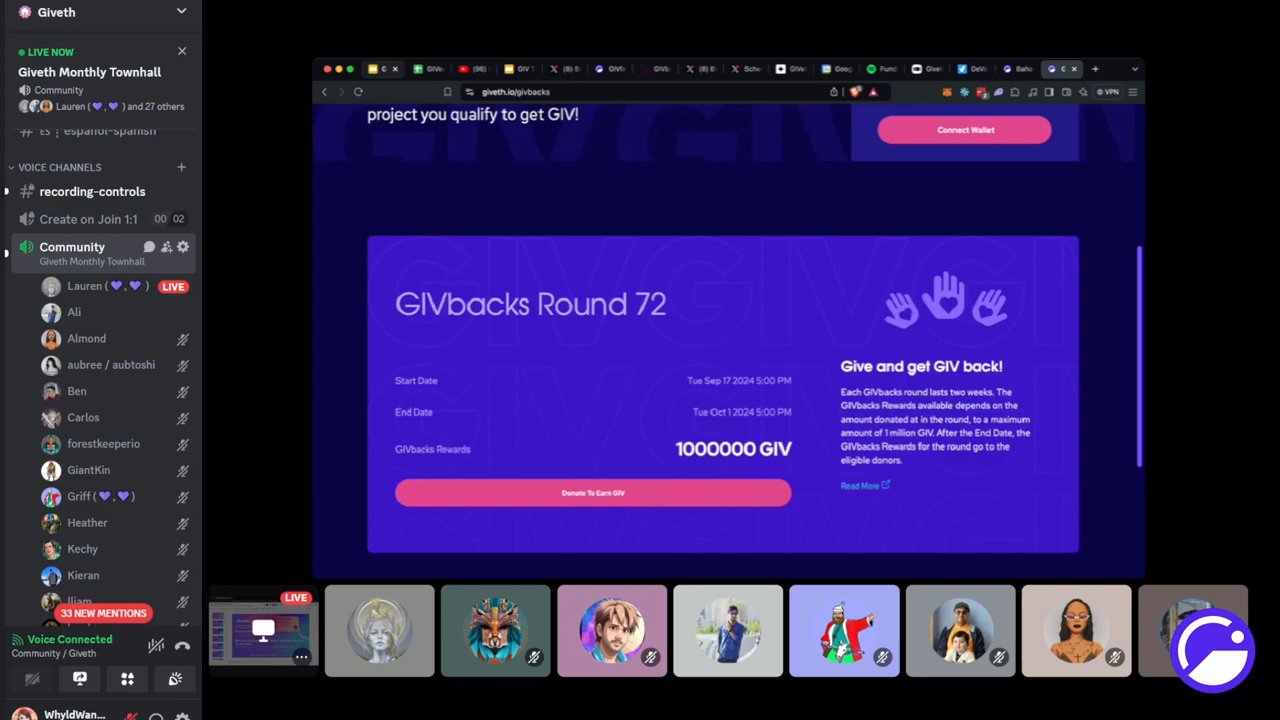 Giveth
LIVE NOW
Giveth Monthly Townhall
Community
Lauren (💜,💜) and 27 others
ES ⋮ espanol-spanish
VOICE CHANNELS
recording-controls
Create on Join 1:1 00 02
Community
Giveth Monthly Townhall
Lauren (💜,💜) LIVE
Ali
Almond
aubree / aubtoshi
Ben
Carlos
forestkeeperio
GiantKin
Griff (💜,💜)
Heather
Kechy
Kieran
33 NEW MENTIONS
Voice Connected
Community / Giveth
WhyldWan...
giveth.io/givbacks
VPN
project you qualify to get GIV!
Connect Wallet
GIVbacks Round 72
Start Date Tue Sep 17 2024 5:00 PM
End Date Tue Oct 1 2024 5:00 PM
GIVbacks Rewards 1000000 GIV
Donate To Earn GIV
Give and get GIV back!
Each GIVbacks round lasts two weeks. The
GIVbacks Rewards available depends on the
amount donated at in the round, to a maximum
amount of 1 million GIV. After the End Date, the
GIVbacks Rewards for the round go to the
eligible donors.
Read More
LIVE